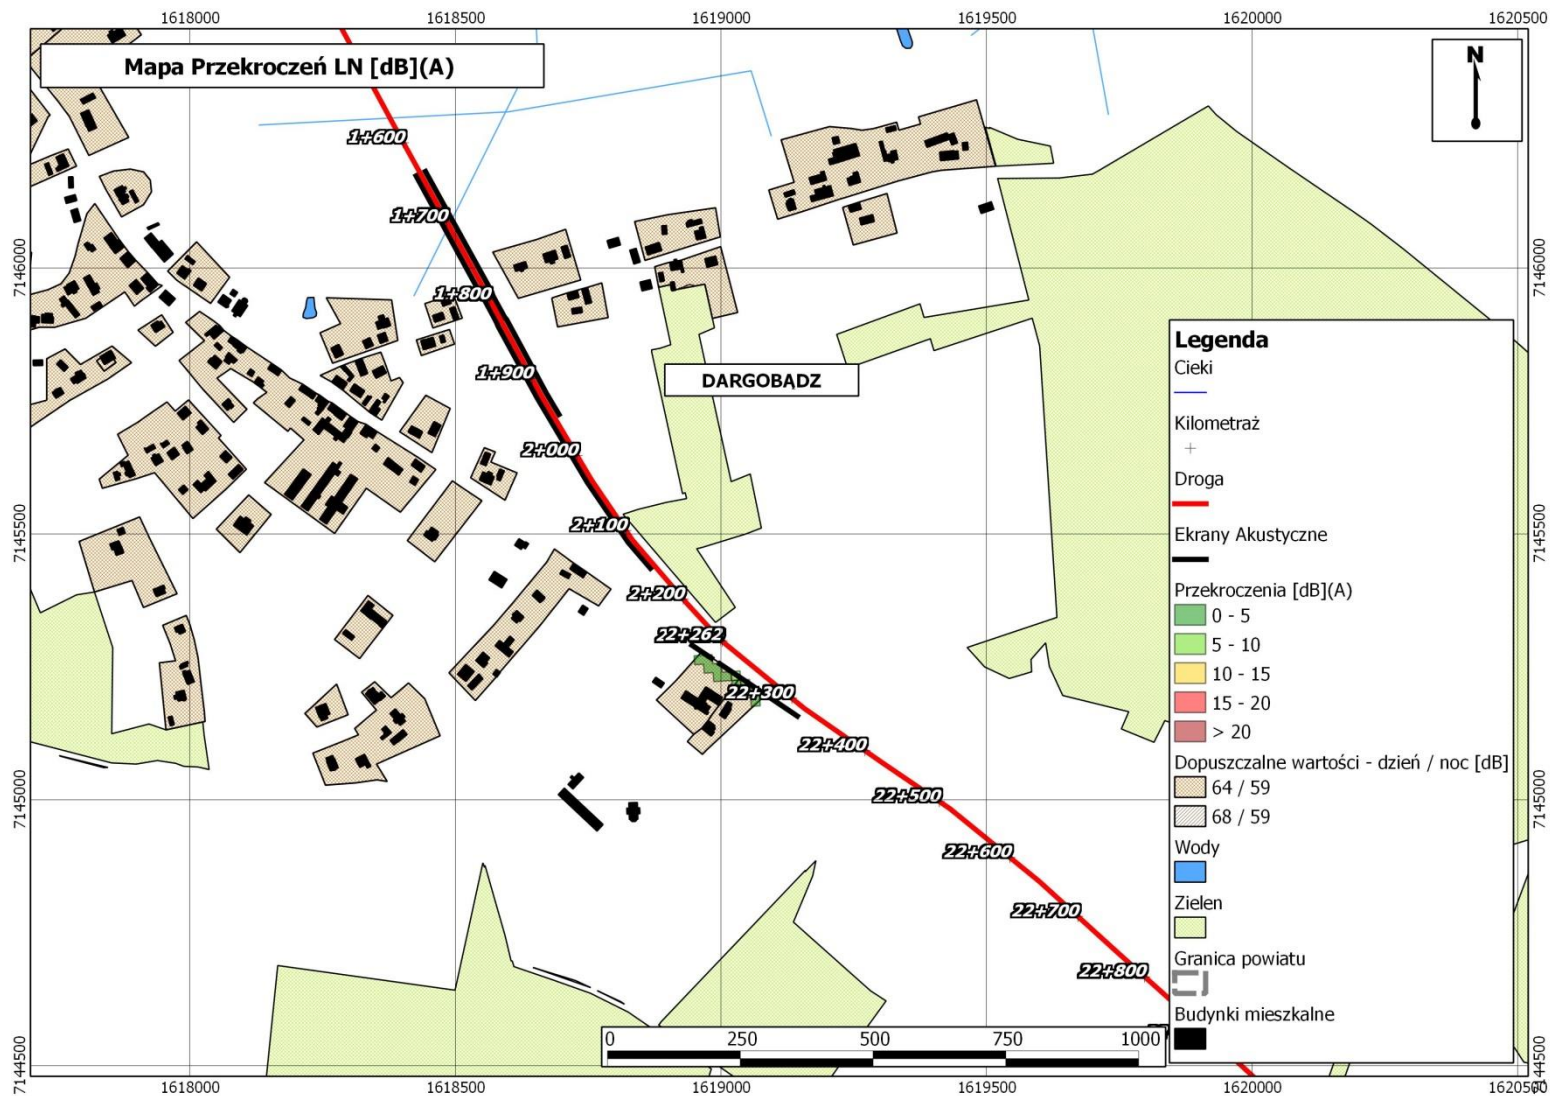 1618000 1618500 1619000 1619500 1620000 1620500
Mapa Przekroczeń LN [dB](A)
N
1+600
1+700
1+800
1+900
2+000
2+100
2+200
22+262
22+300
22+400
22+500
22+600
22+700
22+800
DARGOBĄDZ
7146000
7145500
7145000
7144500
7146000
7145500
7145000
7144500
Legenda
Cieki
Kilometraż
Droga
Ekrany Akustyczne
Przekroczenia [dB](A)
0 - 5
5 - 10
10 - 15
15 - 20
> 20
Dopuszczalne wartości - dzień / noc [dB]
64 / 59
68 / 59
Wody
Zielen
Granica powiatu
Budynki mieszkalne
0 250 500 750 1000
1618000 1618500 1619000 1619500 1620000 1620500